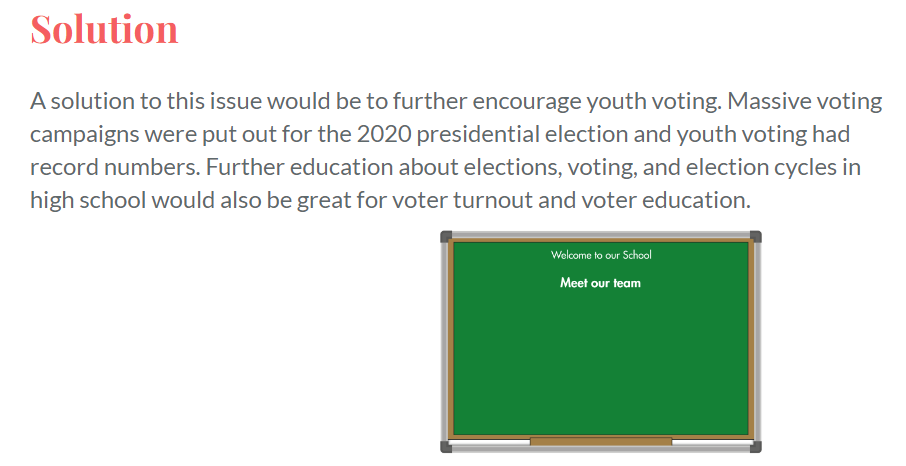 Solution
A solution to this issue would be to further encourage youth voting. Massive voting
campaigns were put out for the 2020 presidential election and youth voting had
record numbers. Further education about elections, voting, and election cycles in
high school would also be great for voter turnout and voter education.
Welcome to our School
Meet our team